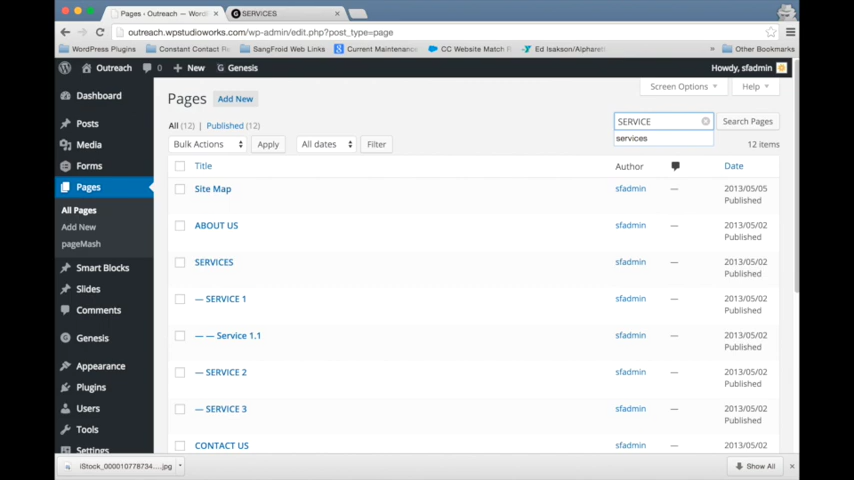 Pages ‹ Outreach — WordP
SERVICES
outreach.wpstudioworks.com/wp-admin/edit.php?post_type=page
WordPress Plugins
Constant Contact Re
SangFroid Web Links
Current Maintenance
CC Website Match R
Ed Isakson/Alpharett
»
Other Bookmarks
Outreach
0
+ New
Genesis
Howdy, sfadmin
Dashboard
Posts
Media
Forms
Pages
All Pages
Add New
pageMash
Smart Blocks
Slides
Comments
Genesis
Appearance
Plugins
Users
Tools
Settings
Screen Options
Help
Pages
Add New
All (12) | Published (12)
SERVICE
Search Pages
services
Bulk Actions
Apply
All dates
Filter
12 items
Title
Author
Date
Site Map
sfadmin
—
2013/05/05
Published
ABOUT US
sfadmin
—
2013/05/02
Published
SERVICES
sfadmin
—
2013/05/02
Published
— SERVICE 1
sfadmin
—
2013/05/02
Published
— — Service 1.1
sfadmin
—
2013/05/02
Published
— SERVICE 2
sfadmin
—
2013/05/02
Published
— SERVICE 3
sfadmin
—
2013/05/02
Published
CONTACT US
sfadmin
—
2013/05/02
iStock_000010778734....jpg
Show All